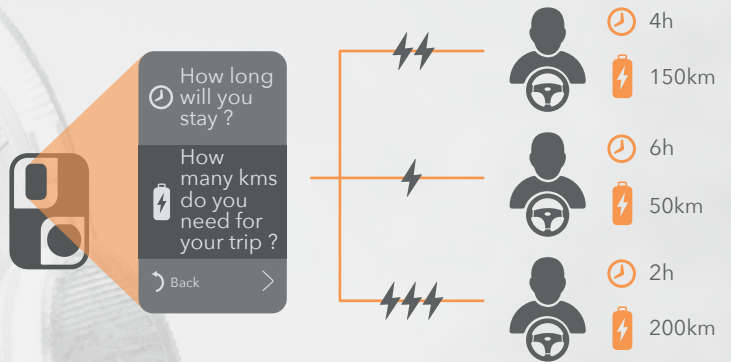 How long
will you
stay ?
How
many kms
do you
need for
your trip ?
Back
4h
150km
6h
50km
2h
200km